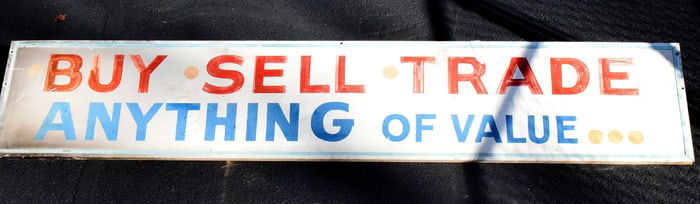 ·BUY·SELL·TRADE
ANYTHING OF VALUE...